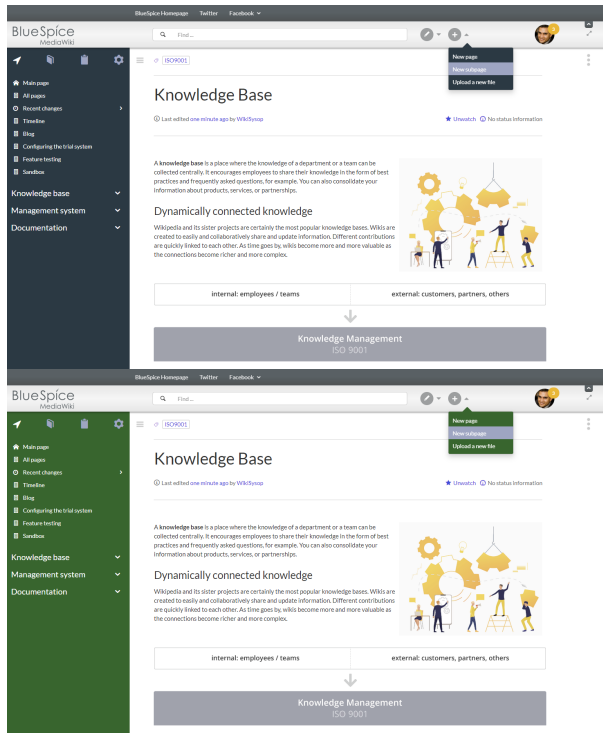 BlueSpice Homepage Twitter Facebook
BlueSpice
MediaWiki
Find...
ISO9001
New page
New subpage
Upload a new file
Main page
All pages
Recent changes
Timeline
Blog
Configuring the trial system
Feature testing
Sandbox
Knowledge base
Management system
Documentation
Knowledge Base
Last edited one minute ago by WikiSysop
Unwatch No status information
A knowledge base is a place where the knowledge of a department or a team can be
collected centrally. It encourages employees to share their knowledge in the form of best
practices and frequently asked questions, for example. You can also consolidate your
information about products, services, or partnerships.
Dynamically connected knowledge
Wikipedia and its sister projects are certainly the most popular knowledge bases. Wikis are
created to easily and collaboratively share and update information. Different contributions
are quickly linked to each other. As time goes by, wikis become more and more valuable as
the connections become richer and more complex.
internal: employees / teams
external: customers, partners, others
Knowledge Management
ISO 9001
BlueSpice Homepage Twitter Facebook
BlueSpice
MediaWiki
Find...
ISO9001
New page
New subpage
Upload a new file
Main page
All pages
Recent changes
Timeline
Blog
Configuring the trial system
Feature testing
Sandbox
Knowledge base
Management system
Documentation
Knowledge Base
Last edited one minute ago by WikiSysop
Unwatch No status information
A knowledge base is a place where the knowledge of a department or a team can be
collected centrally. It encourages employees to share their knowledge in the form of best
practices and frequently asked questions, for example. You can also consolidate your
information about products, services, or partnerships.
Dynamically connected knowledge
Wikipedia and its sister projects are certainly the most popular knowledge bases. Wikis are
created to easily and collaboratively share and update information. Different contributions
are quickly linked to each other. As time goes by, wikis become more and more valuable as
the connections become richer and more complex.
internal: employees / teams
external: customers, partners, others
Knowledge Management
ISO 9001